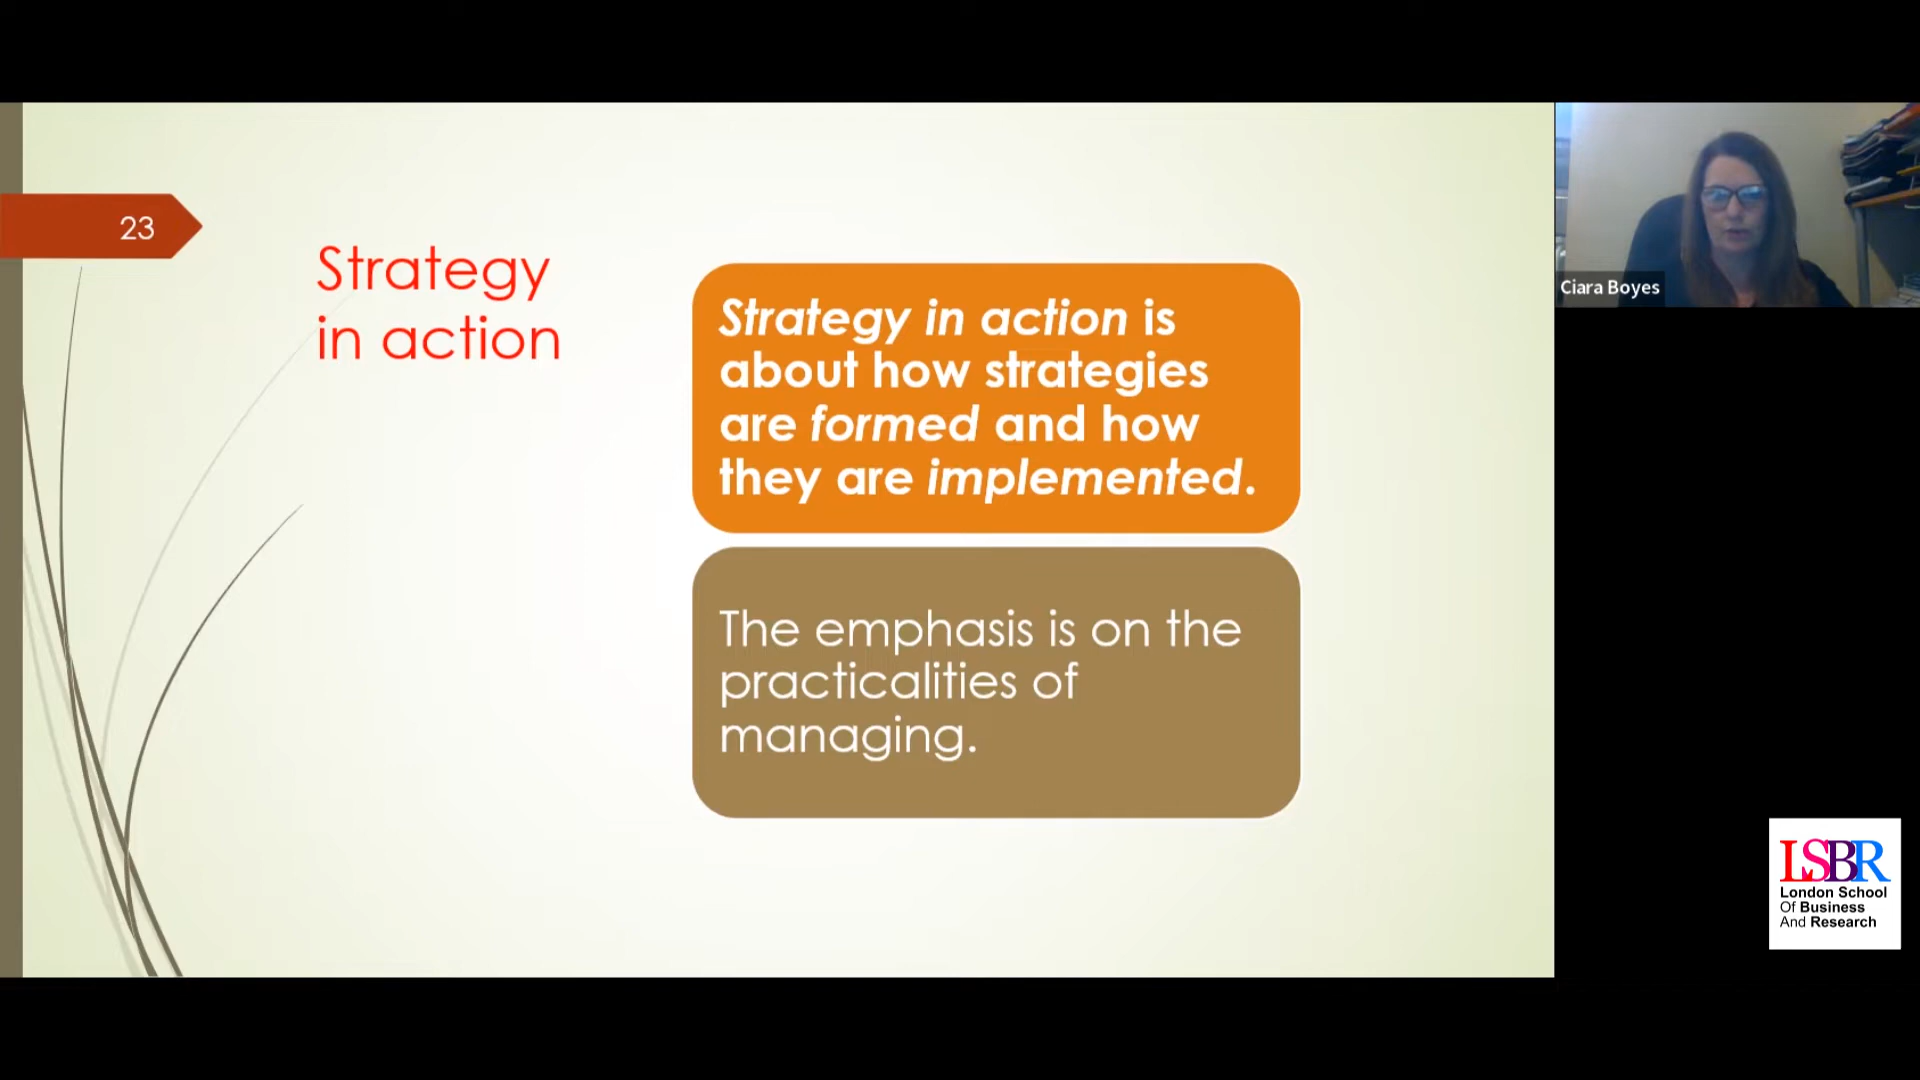 23
Strategy
in action
Strategy in action is
about how strategies
are formed and how
they are implemented.
The emphasis is on the
practicalities of
managing.
Ciara Boyes
LSBR
London School
Of Business
And Research